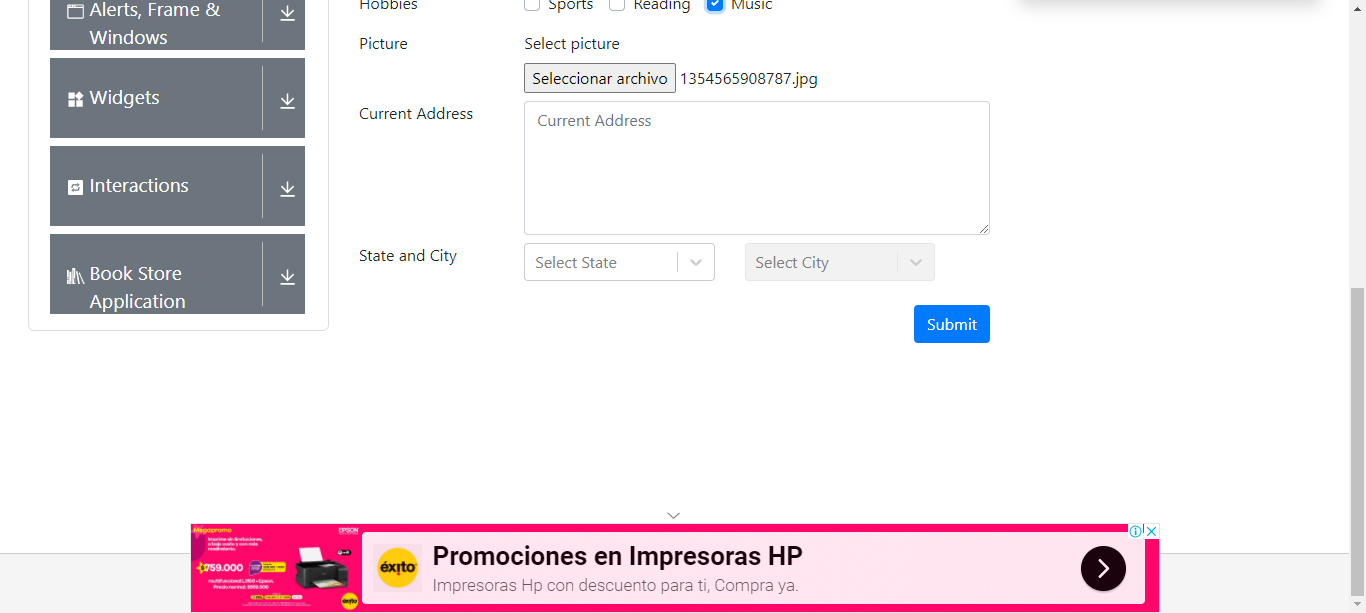 Alerts, Frame &
Windows
Widgets
Interactions
Book Store
Application
Hobbies
Sports Reading Music
Picture
Select picture
Seleccionar archivo 1354565908787.jpg
Current Address
Current Address
State and City
Select State
Select City
Submit
Megapromo
EPSON
$759.000
éxito
éxito
Promociones en Impresoras HP
Impresoras Hp con descuento para ti, Compra ya.